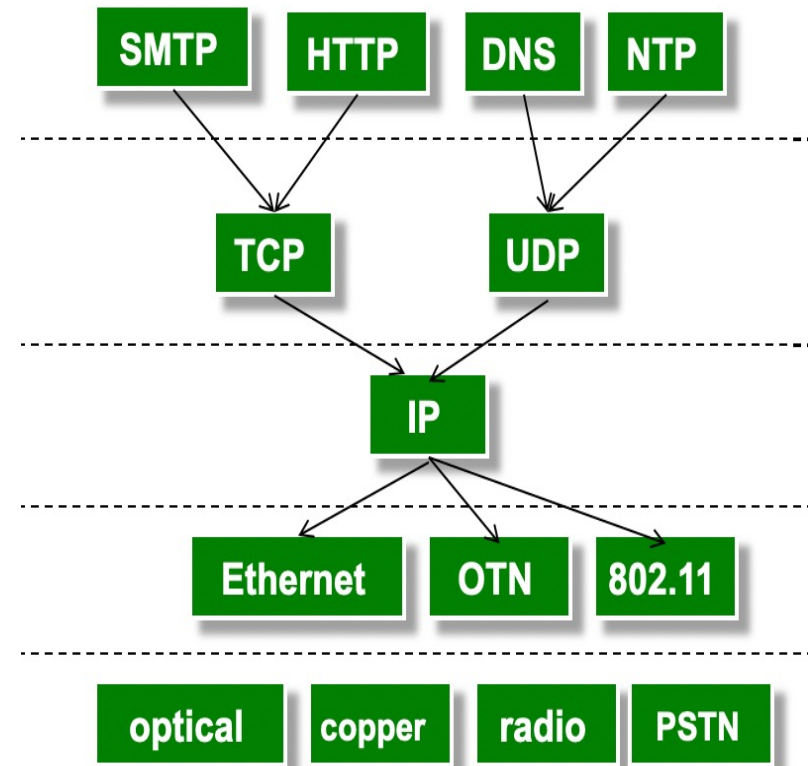 SMTP
HTTP
DNS
NTP
TCP
UDP
IP
Ethernet
OTN
802.11
optical
copper
radio
PSTN